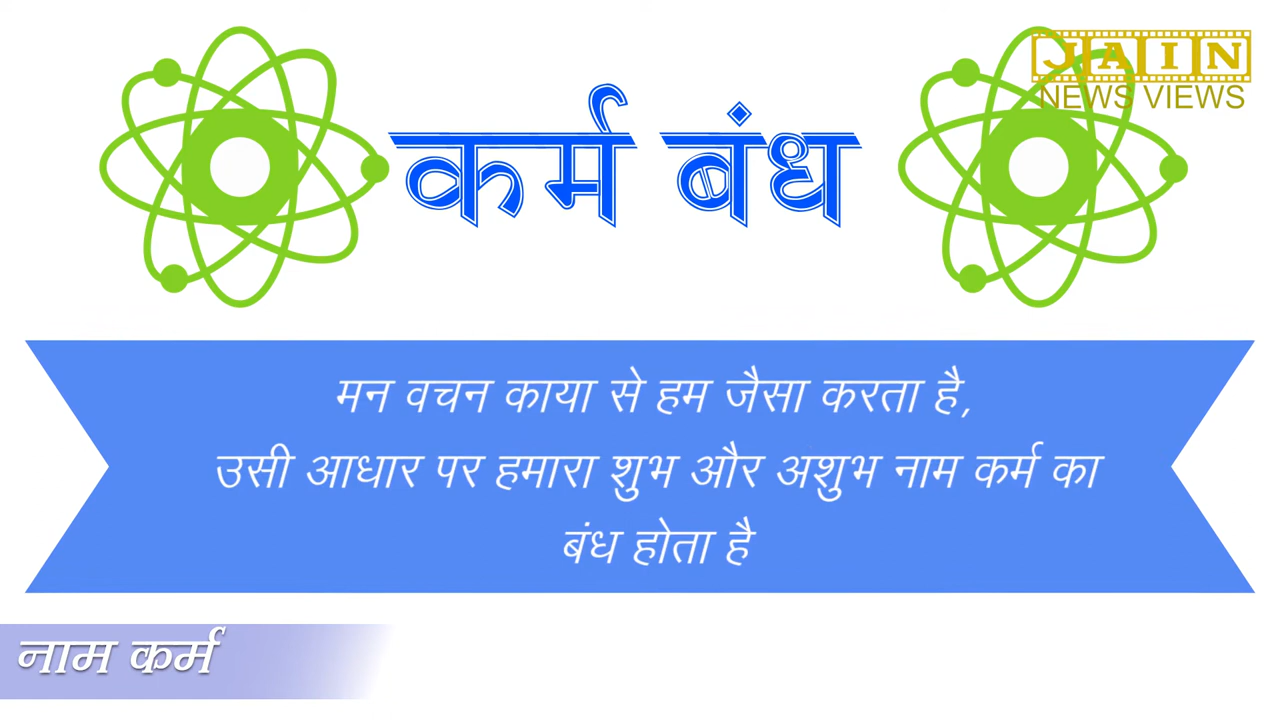 JAIN
NEWS VIEWS
कर्म बंध
मन वचन काया से हम जैसा करता है,
उसी आधार पर हमारा शुभ और अशुभ नाम कर्म का
बंध होता है
नाम कर्म